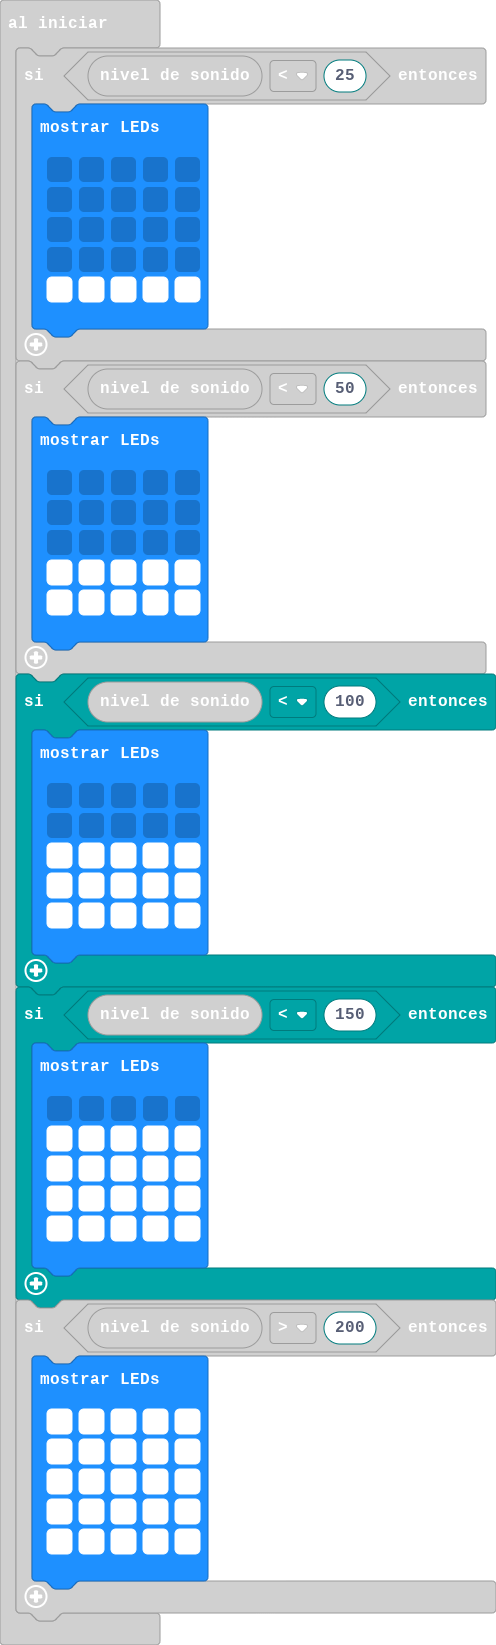 al iniciar
si nivel de sonido < 25 entonces
mostrar LEDs
si nivel de sonido < 50 entonces
mostrar LEDs
si nivel de sonido < 100 entonces
mostrar LEDs
si nivel de sonido < 150 entonces
mostrar LEDs
si nivel de sonido > 200 entonces
mostrar LEDs